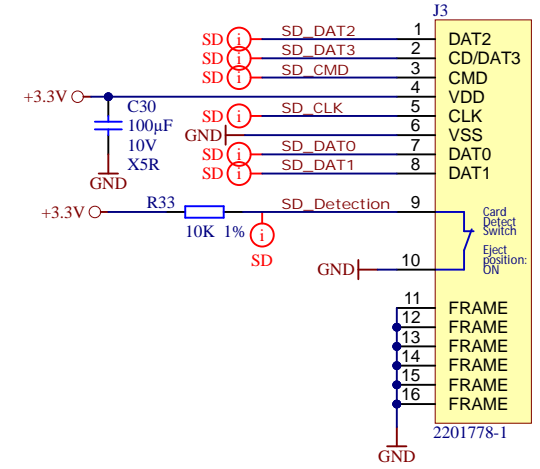 J3
SD i SD_DAT2 1 DAT2
SD i SD_DAT3 2 CD/DAT3
SD i SD_CMD 3 CMD
+3.3V 4 VDD
C30
100µF
10V
X5R
GND
SD i SD_CLK 5 CLK
GND 6 VSS
SD i SD_DAT0 7 DAT0
SD i SD_DAT1 8 DAT1
+3.3V R33 SD_Detection 9
10K 1%
i
SD
Card
Detect
Switch
Eject
position:
ON
GND 10
11 FRAME
12 FRAME
13 FRAME
14 FRAME
15 FRAME
16 FRAME
2201778-1
GND